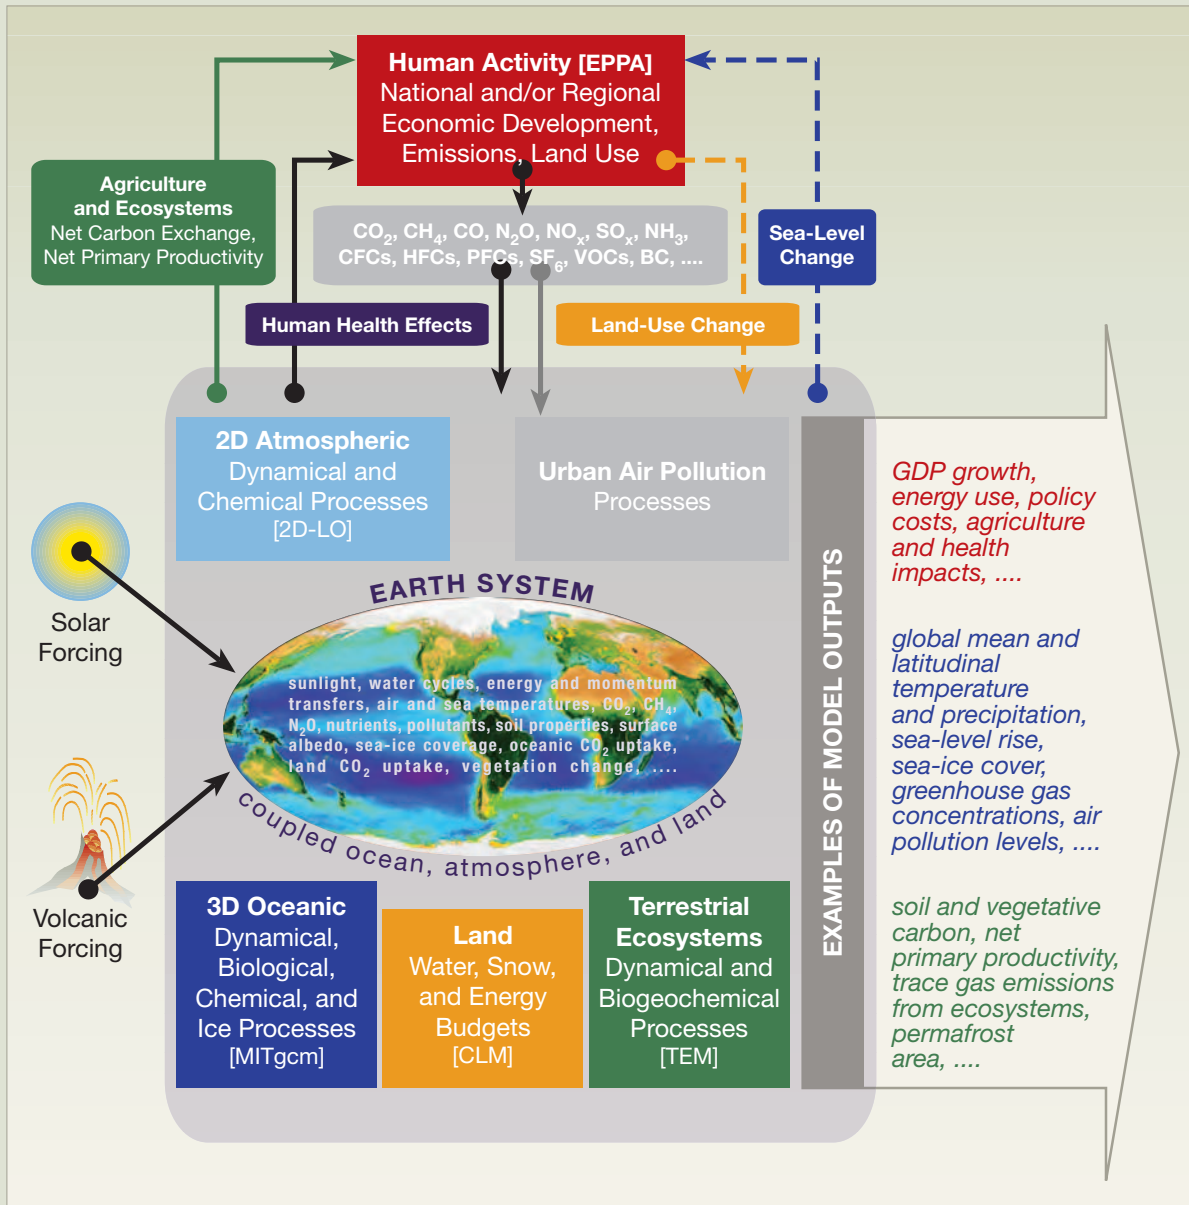 Human Activity [EPPA]
National and/or Regional
Economic Development,
Emissions, Land Use
Agriculture
and Ecosystems
Net Carbon Exchange,
Net Primary Productivity
CO₂, CH₄, CO, N₂O, NOₓ, SOₓ, NH₃,
CFCs, HFCs, PFCs, SF₆, VOCs, BC, ....
Sea-Level
Change
Human Health Effects
Land-Use Change
2D Atmospheric
Dynamical and
Chemical Processes
[2D-LO]
Urban Air Pollution
Processes
Solar
Forcing
Volcanic
Forcing
EARTH SYSTEM
sunlight, water cycles, energy and momentum
transfers, air and sea temperatures, CO₂, CH₄,
N₂O, nutrients, pollutants, soil properties, surface
albedo, sea-ice coverage, oceanic CO₂ uptake,
land CO₂ uptake, vegetation change, ....
coupled ocean, atmosphere, and land
3D Oceanic
Dynamical,
Biological,
Chemical, and
Ice Processes
[MITgcm]
Land
Water, Snow,
and Energy
Budgets
[CLM]
Terrestrial
Ecosystems
Dynamical and
Biogeochemical
Processes
[TEM]
EXAMPLES OF MODEL OUTPUTS
GDP growth,
energy use, policy
costs, agriculture
and health
impacts, ....
global mean and
latitudinal
temperature
and precipitation,
sea-level rise,
sea-ice cover,
greenhouse gas
concentrations, air
pollution levels, ....
soil and vegetative
carbon, net
primary productivity,
trace gas emissions
from ecosystems,
permafrost
area, ....